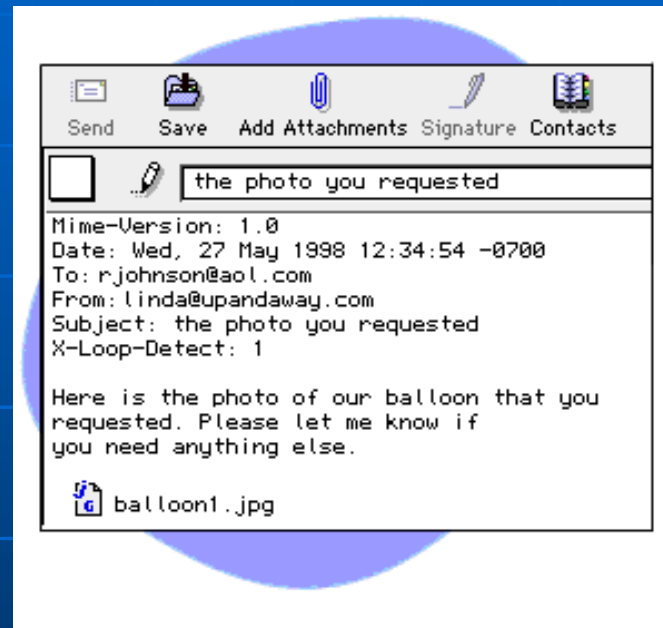 Send Save Add Attachments Signature Contacts
the photo you requested
Mime-Version: 1.0
Date: Wed, 27 May 1998 12:34:54 -0700
To: rjohnson@aol.com
From: linda@upandaway.com
Subject: the photo you requested
X-Loop-Detect: 1
Here is the photo of our balloon that you
requested. Please let me know if
you need anything else.
balloon1.jpg